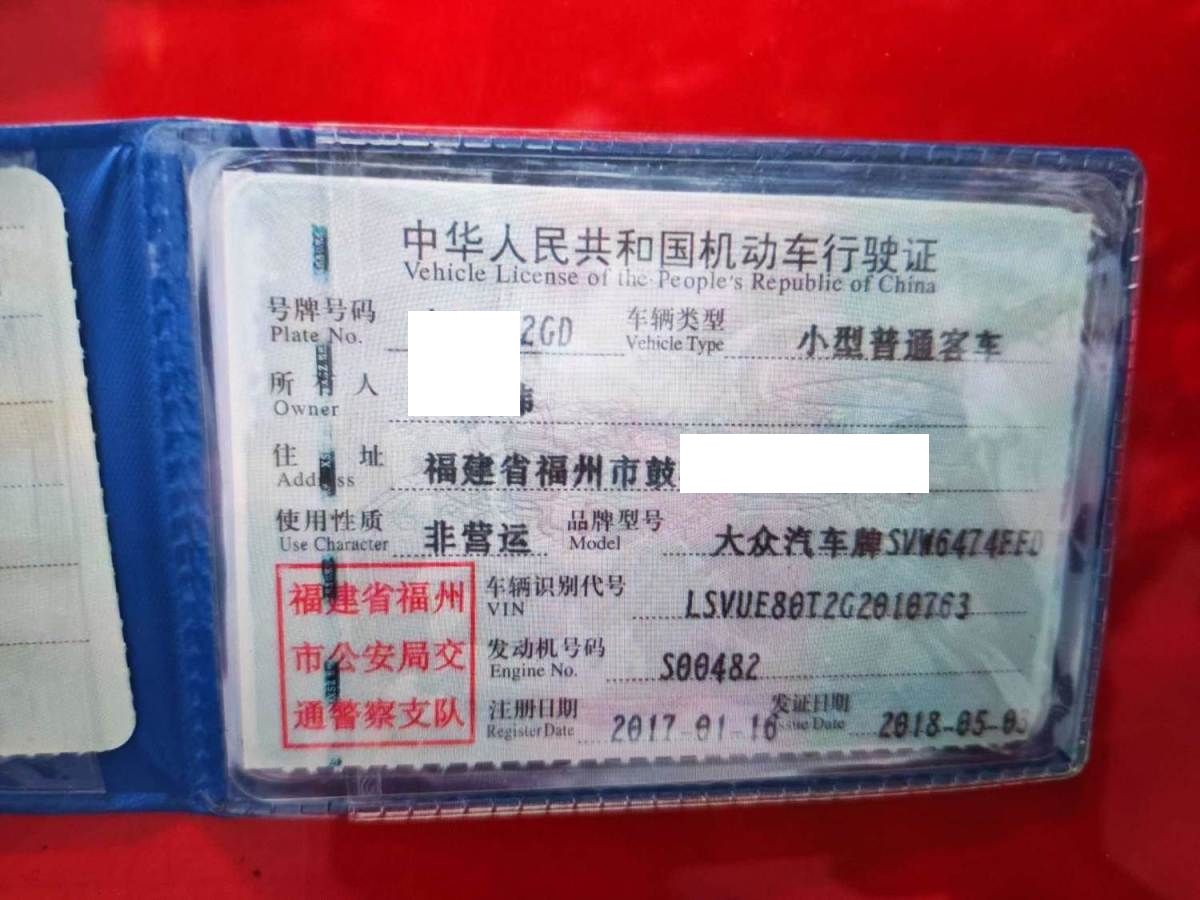 中华人民共和国机动车行驶证
Vehicle License of the People's Republic of China
号牌号码 2GD 车辆类型 小型普通客车
Plate No. Vehicle Type
所有人
Owner
住址 福建省福州市鼓
Address
使用性质 非营运 品牌型号 大众汽车牌SVW6474EED
Use Character Model
福建省福州
市公安局交
通警察支队
车辆识别代号 LSVUE80T2G2010763
VIN
发动机号码 S00482
Engine No.
注册日期 2017-01-16 发证日期 2018-05-03
Register Date Issue Date